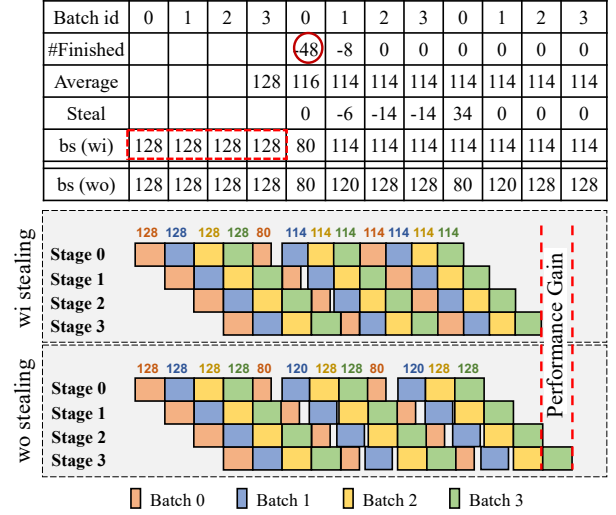 Batch id 0 1 2 3 0 1 2 3 0 1 2 3
#Finished -48 -8 0 0 0 0 0 0
Average 128 116 114 114 114 114 114 114 114
Steal 0 -6 -14 -14 34 0 0 0
bs (wi) 128 128 128 128 80 114 114 114 114 114 114 114
bs (wo) 128 128 128 128 80 120 128 128 80 120 128 128
wi stealing
128 128 128 128 80 114 114 114 114 114 114 114
Stage 0
Stage 1
Stage 2
Stage 3
Performance Gain
wo stealing
128 128 128 128 80 120 128 128 80 120 128 128
Stage 0
Stage 1
Stage 2
Stage 3
Batch 0 Batch 1 Batch 2 Batch 3